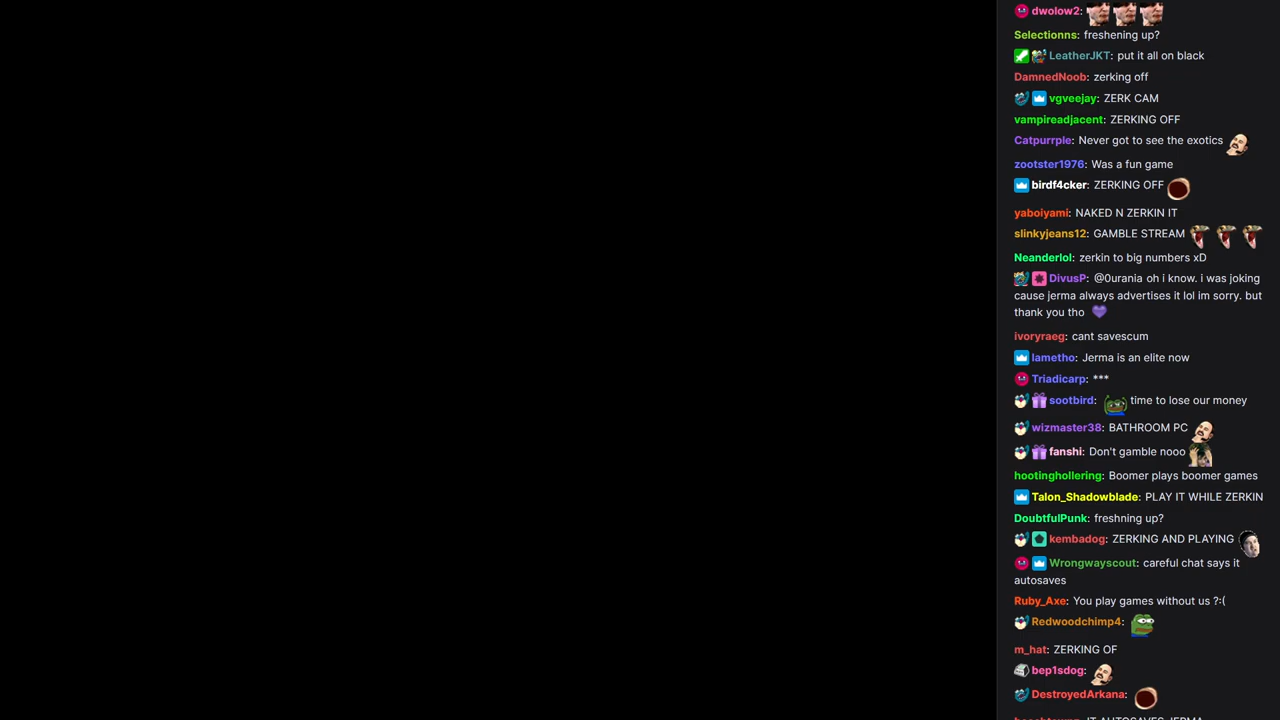 dwolow2:
Selectionns: freshening up?
LeatherJKT: put it all on black
DamnedNoob: zerking off
vgveejay: ZERK CAM
vampireadjacent: ZERKING OFF
Catpurrple: Never got to see the exotics
zootster1976: Was a fun game
birdf4cker: ZERKING OFF
yaboiyami: NAKED N ZERKIN IT
slinkyjeans12: GAMBLE STREAM
Neanderlol: zerkin to big numbers xD
DivusP: @0urania oh i know. i was joking
cause jerma always advertises it lol im sorry. but
thank you tho
ivoryraeg: cant savescum
lametho: Jerma is an elite now
Triadicarp: ***
sootbird: time to lose our money
wizmaster38: BATHROOM PC
fanshi: Don't gamble nooo
hootinghollering: Boomer plays boomer games
Talon_Shadowblade: PLAY IT WHILE ZERKIN
DoubtfulPunk: freshning up?
kembadog: ZERKING AND PLAYING
Wrongwayscout: careful chat says it
autosaves
Ruby_Axe: You play games without us ?:(
Redwoodchimp4:
m_hat: ZERKING OF
bep1sdog:
DestroyedArkana:
IT AUTOSAVES JERMA